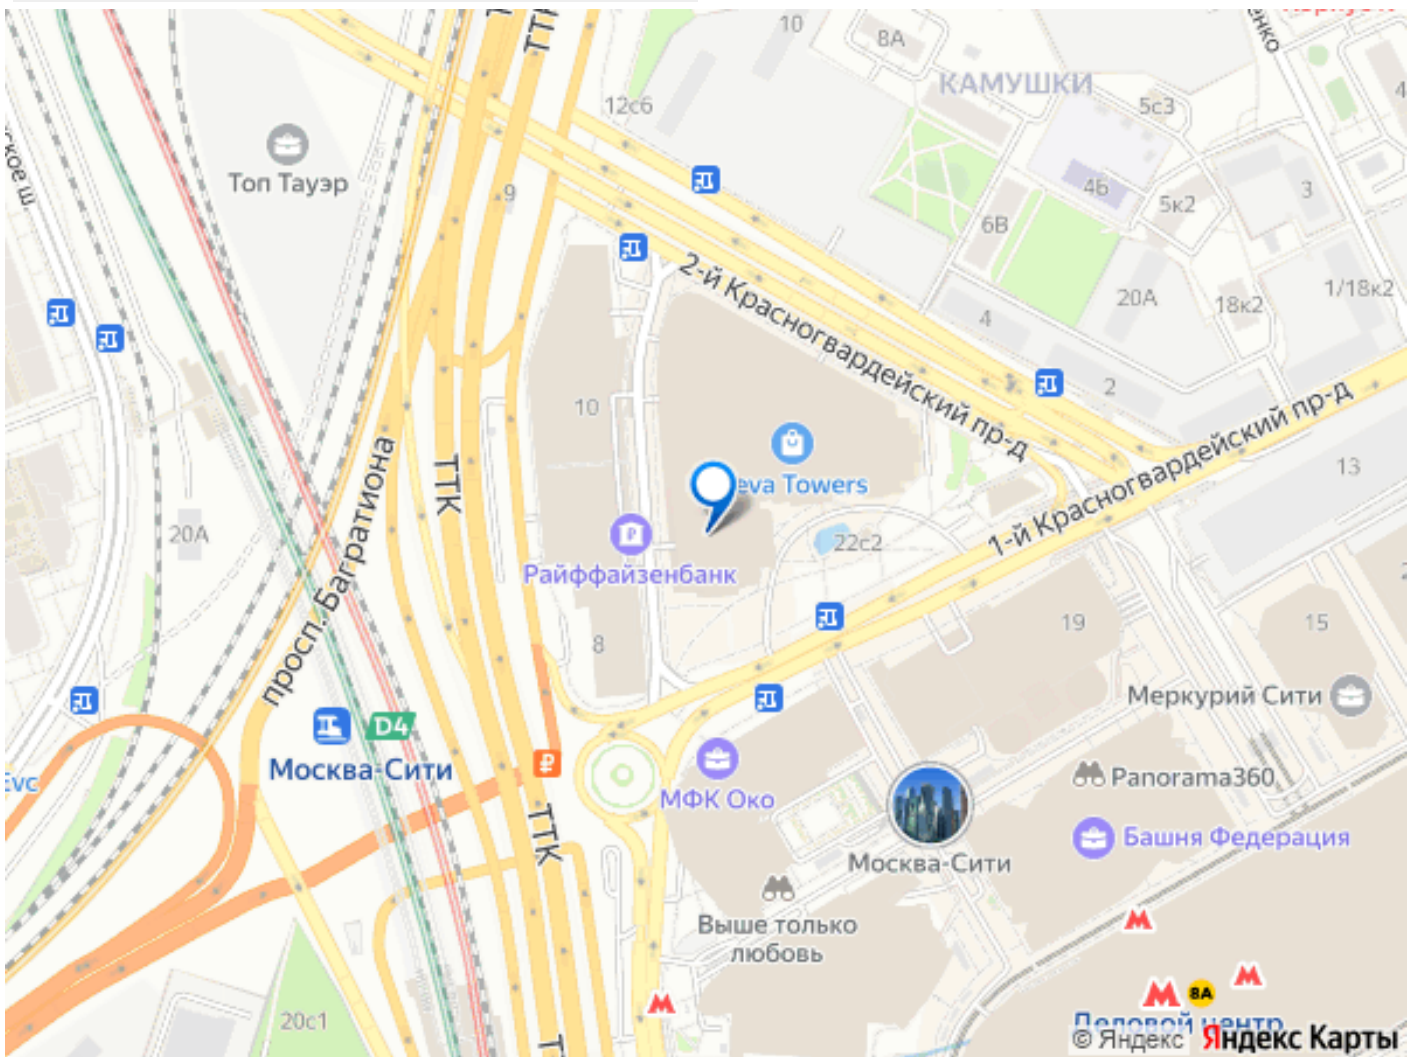 ТТК
10
8А
КАМУШКИ
5с3
12с6
Топ Тауэр
9
4Б
5к2
3
6В
20А
18к2
1/18к2
4
2-й Красногвардейский пр-д
2
10
1-й Красногвардейский пр-д
13
ТТК
просп. Багратиона
eva Towers
20А
22с2
Райффайзенбанк
8
19
15
Меркурий Сити
D4
Москва-Сити
₽
МФК Око
Panorama360
Башня Федерация
Москва-Сити
ТТК
Выше только
любовь
8А
Деловой центр
20с1
© Яндекс Яндекс Карты